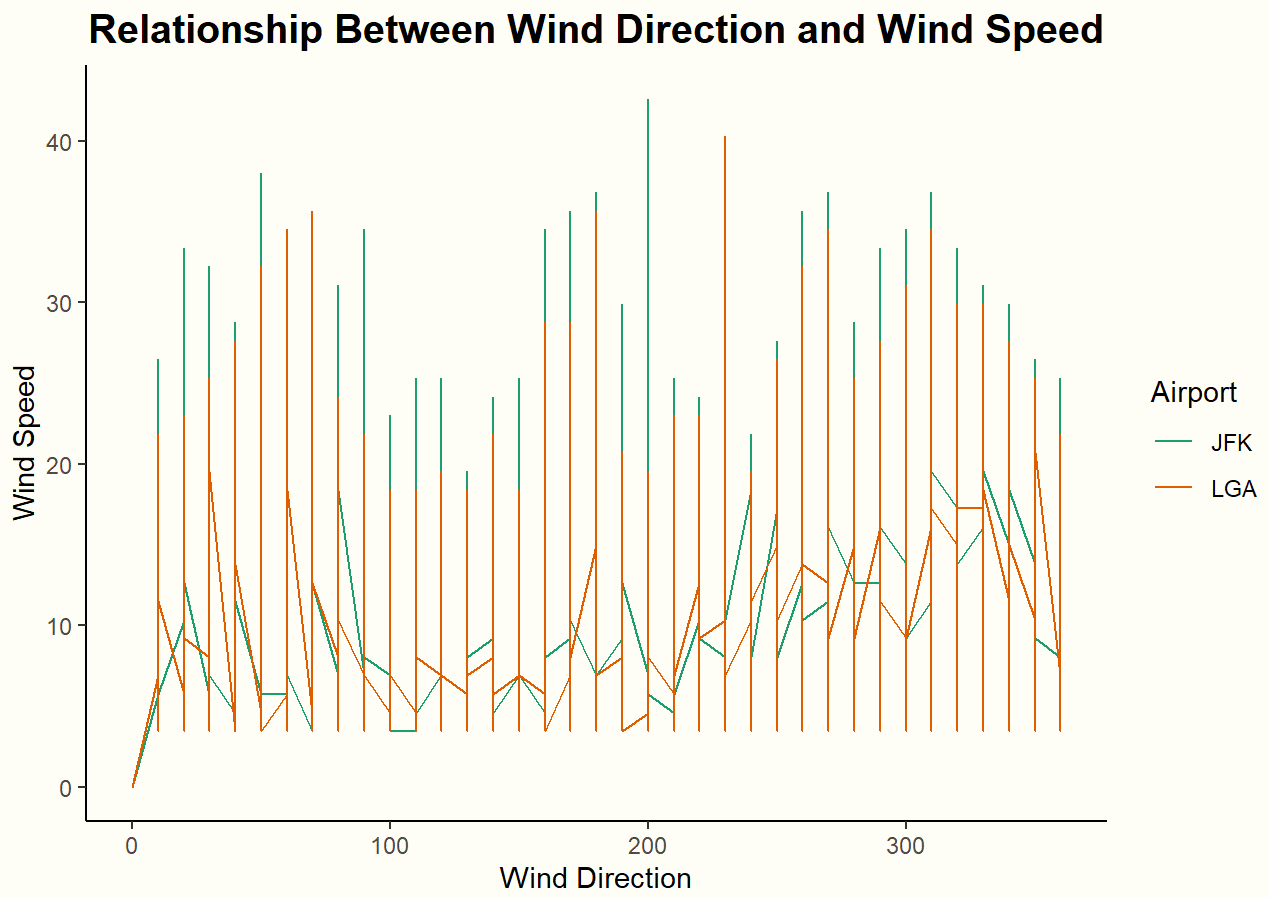 Relationship Between Wind Direction and Wind Speed
Wind Speed
40
30
20
10
0
0 100 200 300
Wind Direction
Airport
JFK
LGA